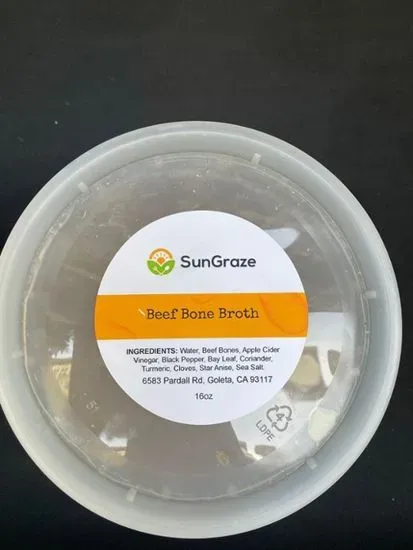 SunGraze
Beef Bone Broth
INGREDIENTS: Water, Beef Bones, Apple Cider
Vinegar, Black Pepper, Bay Leaf, Coriander,
Turmeric, Cloves, Star Anise, Sea Salt.
6583 Pardall Rd, Goleta, CA 93117
16oz
4
LDPE